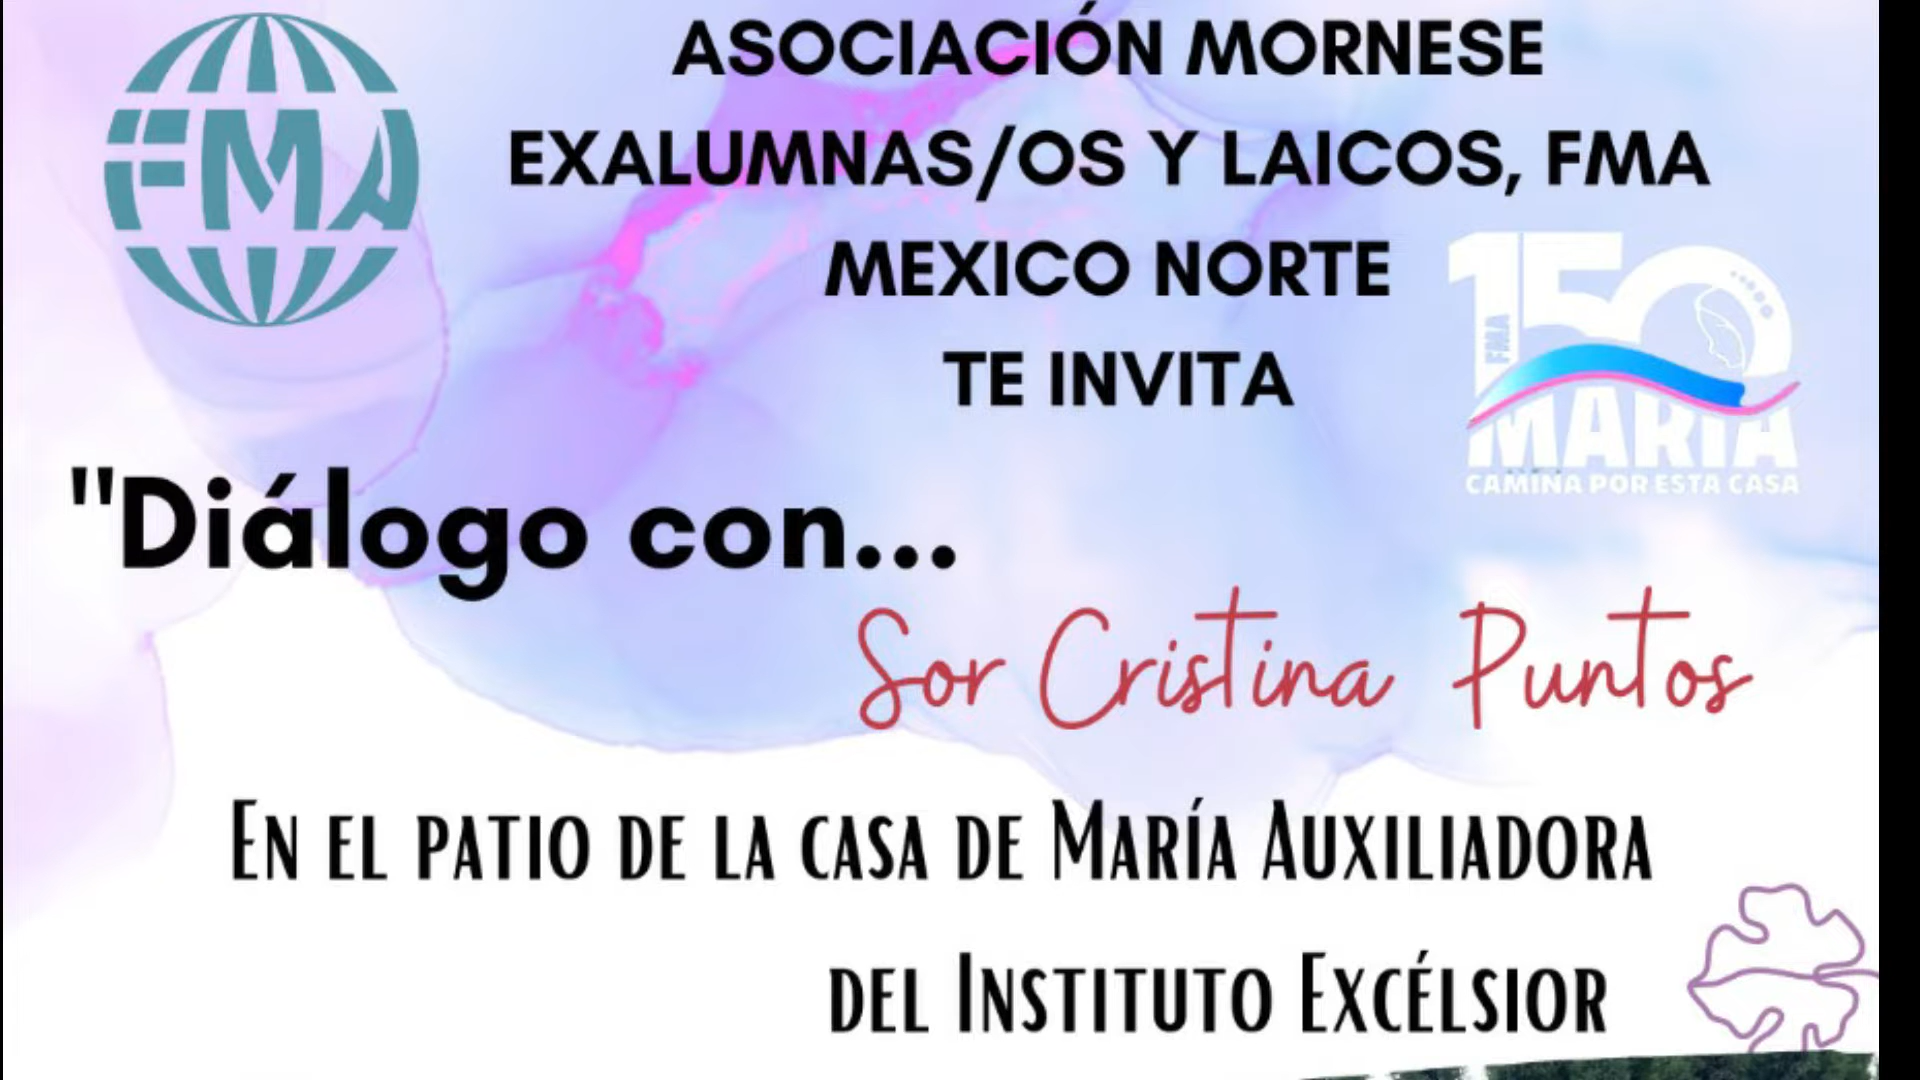 FMA
ASOCIACIÓN MORNESE
EXALUMNAS/OS Y LAICOS, FMA
MEXICO NORTE
TE INVITA
150
FMA
MARIA
CAMINA POR ESTA CASA
"Diálogo con...
Sor Cristina Puntos
En el patio de la casa de María Auxiliadora
del Instituto Excélsior